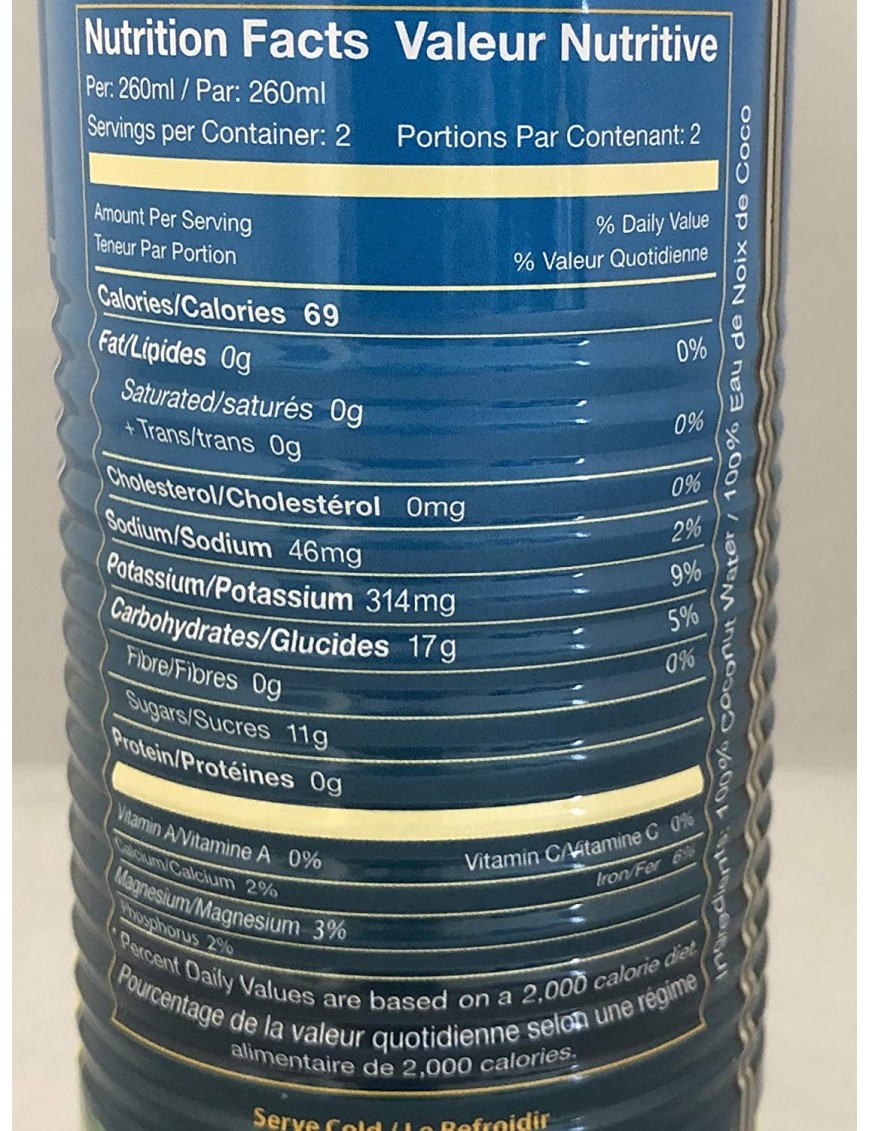 Nutrition Facts Valeur Nutritive
Per: 260ml / Par: 260ml
Servings per Container: 2 Portions Par Contenant: 2
Amount Per Serving % Daily Value
Teneur Par Portion % Valeur Quotidienne
Calories/Calories 69
Fat/Lipides 0g 0%
Saturated/saturés 0g
+ Trans/trans 0g 0%
Cholesterol/Cholestérol 0mg 0%
Sodium/Sodium 46mg 2%
Potassium/Potassium 314mg 9%
Carbohydrates/Glucides 17g 5%
Fibre/Fibres 0g 0%
Sugars/Sucres 11g
Protein/Protéines 0g
Vitamin A/Vitamine A 0% Vitamin C/Vitamine C 0%
Calcium/Calcium 2% Iron/Fer 6%
Magnesium/Magnesium 3%
Phosphorus 2%
* Percent Daily Values are based on a 2,000 calorie diet.
Pourcentage de la valeur quotidienne selon une régime
alimentaire de 2,000 calories.
Serve Cold / Le Refroidir
Ingredients: 100% Coconut Water / 100% Eau de Noix de Coco